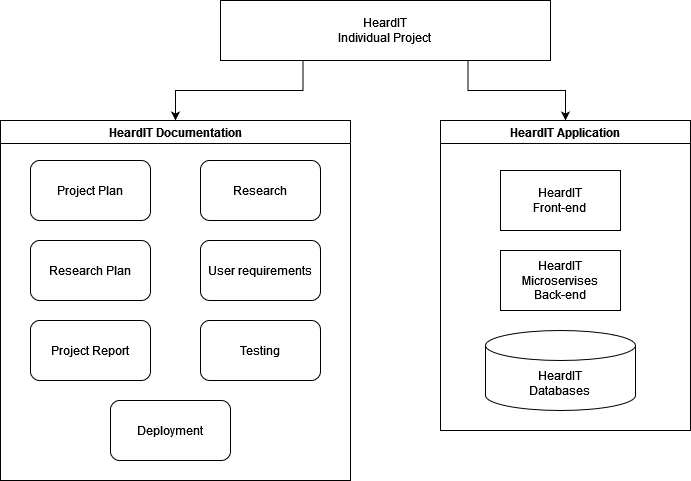 HeardIT
Individual Project
HeardIT Documentation
Project Plan
Research
Research Plan
User requirements
Project Report
Testing
Deployment
HeardIT Application
HeardIT
Front-end
HeardIT
Microservises
Back-end
HeardIT
Databases